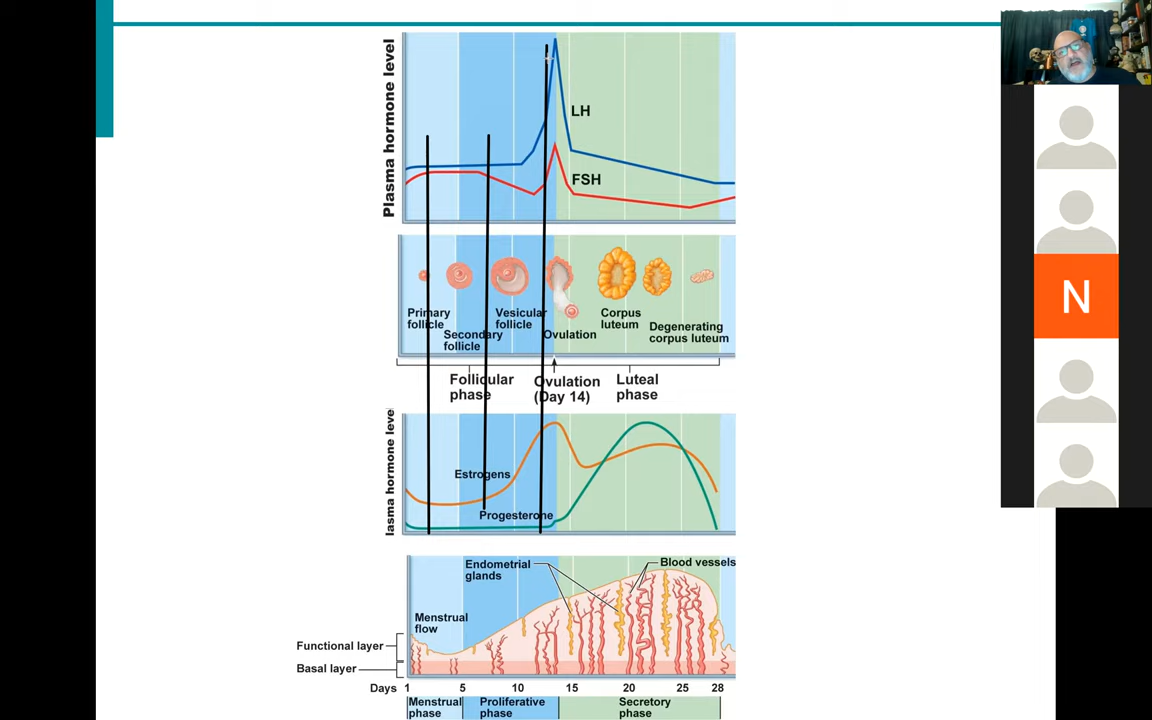 Plasma hormone level
LH
FSH
Primary
follicle
Secondary
follicle
Vesicular
follicle
Ovulation
Corpus
luteum
Degenerating
corpus luteum
Follicular
phase
Ovulation
(Day 14)
Luteal
phase
lasma hormone leve
Estrogens
Progesterone
Endometrial
glands
Blood vessels
Menstrual
flow
Functional layer
Basal layer
Days 1 5 10 15 20 25 28
Menstrual
phase
Proliferative
phase
Secretory
phase
N